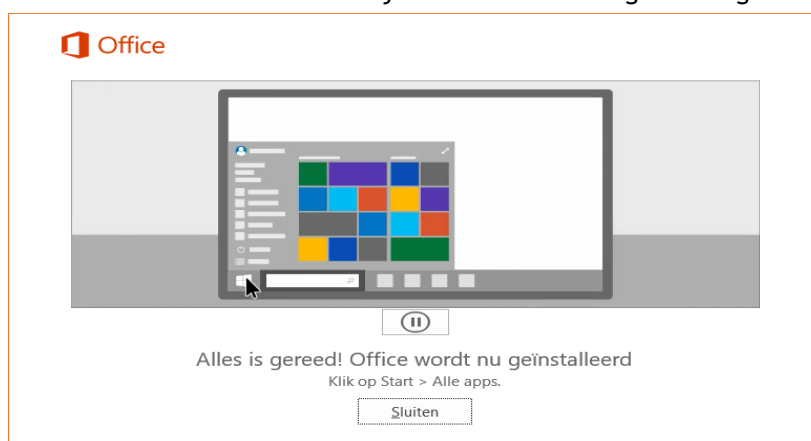 Office
Alles is gereed! Office wordt nu geïnstalleerd
Klik op Start > Alle apps.
Sluiten